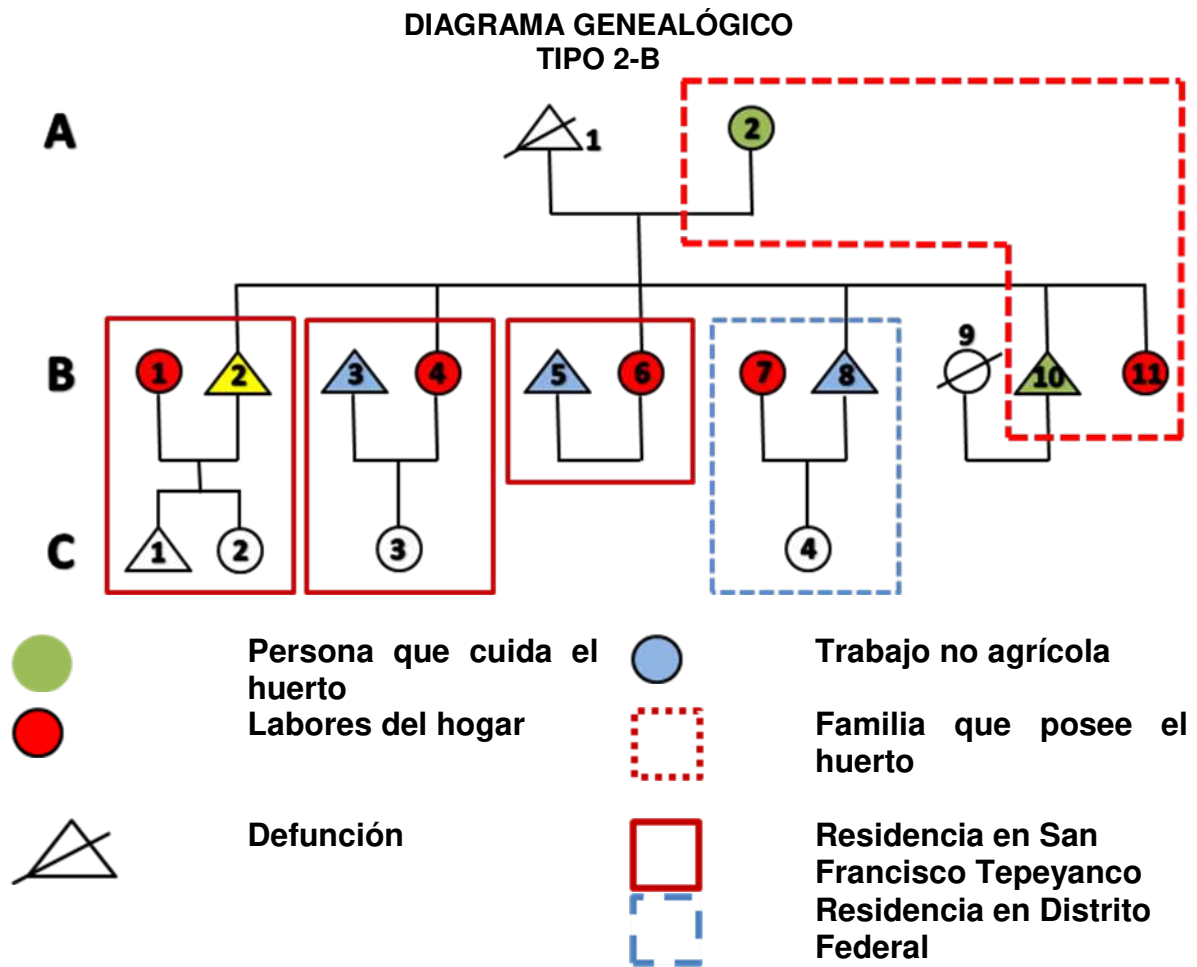 DIAGRAMA GENEALÓGICO
TIPO 2-B
A
1
2
B
1
2
3
4
5
6
7
8
9
10
11
C
1
2
3
4
Persona que cuida el
huerto
Trabajo no agrícola
Labores del hogar
Familia que posee el
huerto
Defunción
Residencia en San
Francisco Tepeyanco
Residencia en Distrito
Federal